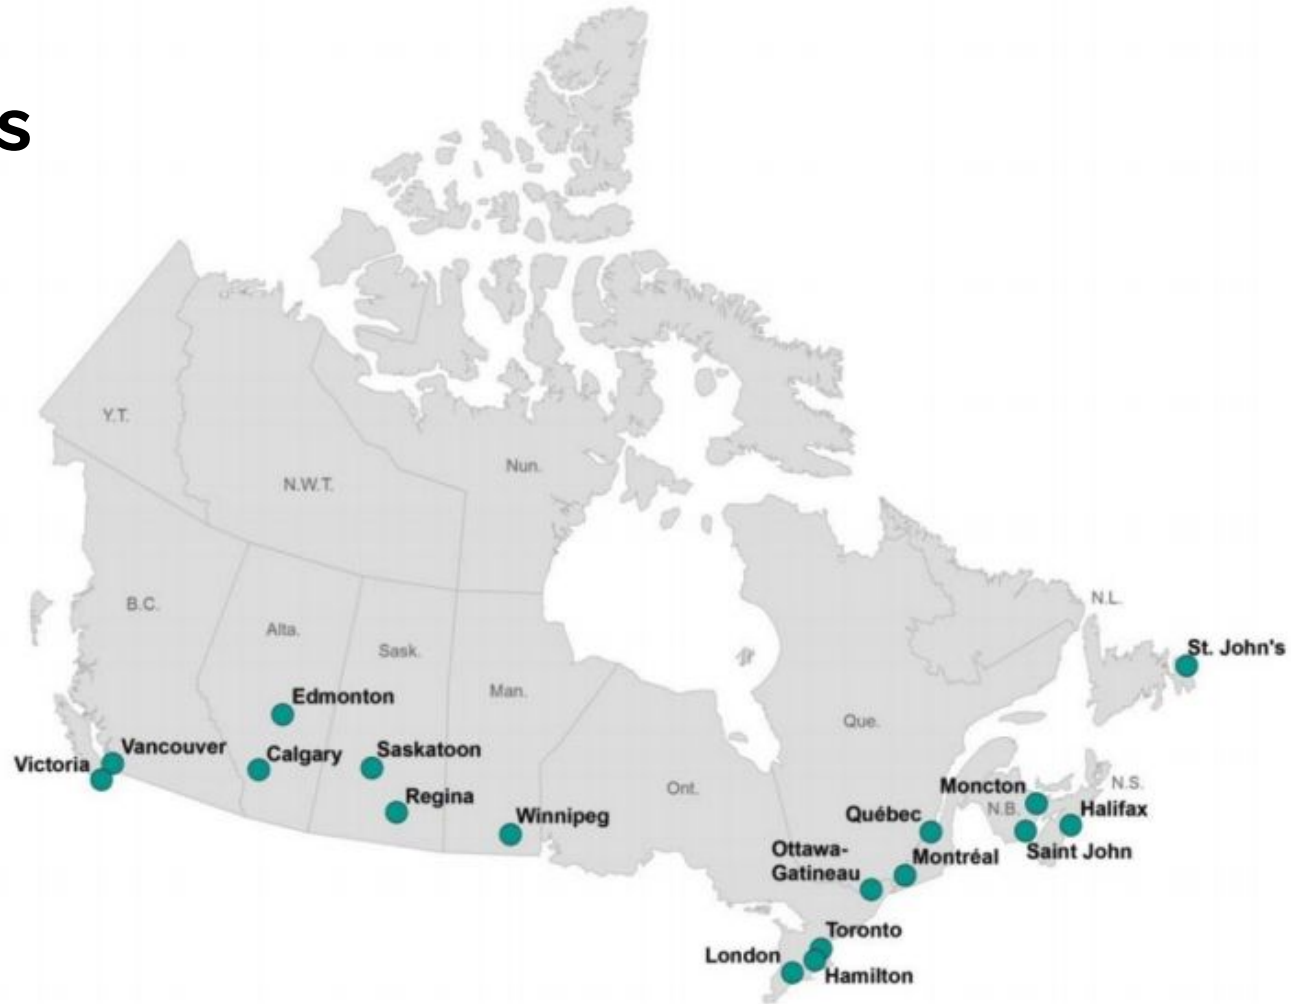 s
Y.T.
N.W.T.
Nun.
B.C.
Alta.
Sask.
Man.
Ont.
Que.
N.L.
St. John's
Edmonton
Vancouver
Victoria
Calgary
Saskatoon
Regina
Winnipeg
Moncton
N.S.
N.B.
Halifax
Québec
Saint John
Ottawa-
Gatineau
Montréal
Toronto
London
Hamilton